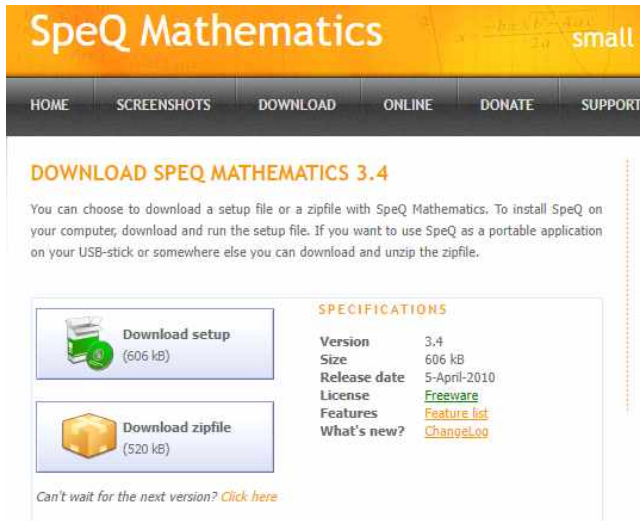 SpeQ Mathematics
small
HOME SCREENSHOTS DOWNLOAD ONLINE DONATE SUPPORT
DOWNLOAD SPEQ MATHEMATICS 3.4
You can choose to download a setup file or a zipfile with SpeQ Mathematics. To install SpeQ on
your computer, download and run the setup file. If you want to use SpeQ as a portable application
on your USB-stick or somewhere else you can download and unzip the zipfile.
Download setup
(606 kB)
Download zipfile
(520 kB)
Can't wait for the next version? Click here
SPECIFICATIONS
Version 3.4
Size 606 kB
Release date 5-April-2010
License Freeware
Features Feature list
What's new? ChangeLog